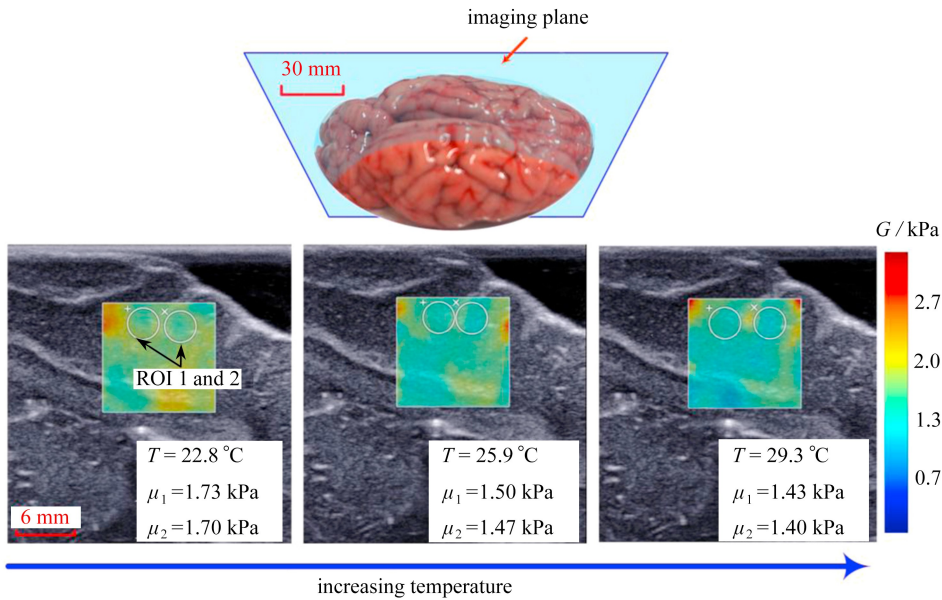 imaging plane
30 mm
G / kPa
2.7
2.0
1.3
0.7
ROI 1 and 2
T = 22.8 °C
μ1 =1.73 kPa
μ2 =1.70 kPa
6 mm
T = 25.9 °C
μ1 =1.50 kPa
μ2 =1.47 kPa
T = 29.3 °C
μ1 =1.43 kPa
μ2 =1.40 kPa
increasing temperature